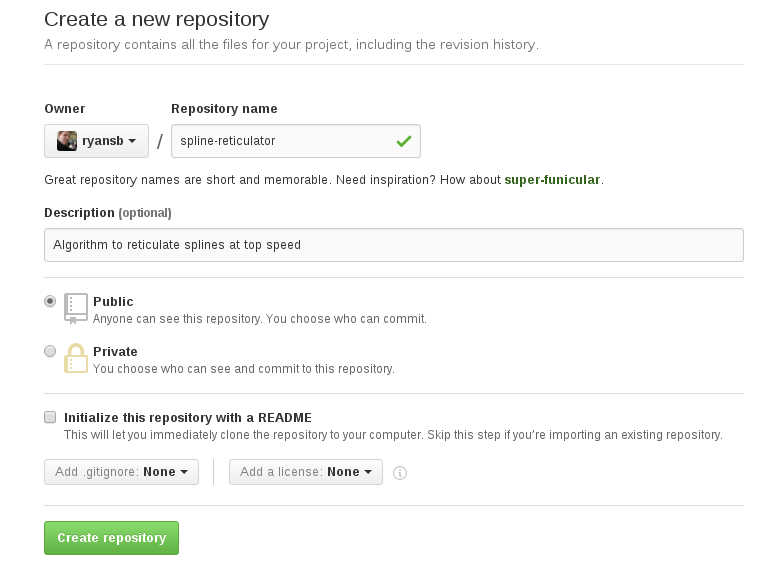 Create a new repository
A repository contains all the files for your project, including the revision history.
Owner
Repository name
ryansb
/
spline-reticulator
Great repository names are short and memorable. Need inspiration? How about super-funicular.
Description (optional)
Algorithm to reticulate splines at top speed
Public
Anyone can see this repository. You choose who can commit.
Private
You choose who can see and commit to this repository.
Initialize this repository with a README
This will let you immediately clone the repository to your computer. Skip this step if you’re importing an existing repository.
Add .gitignore: None
Add a license: None
Create repository